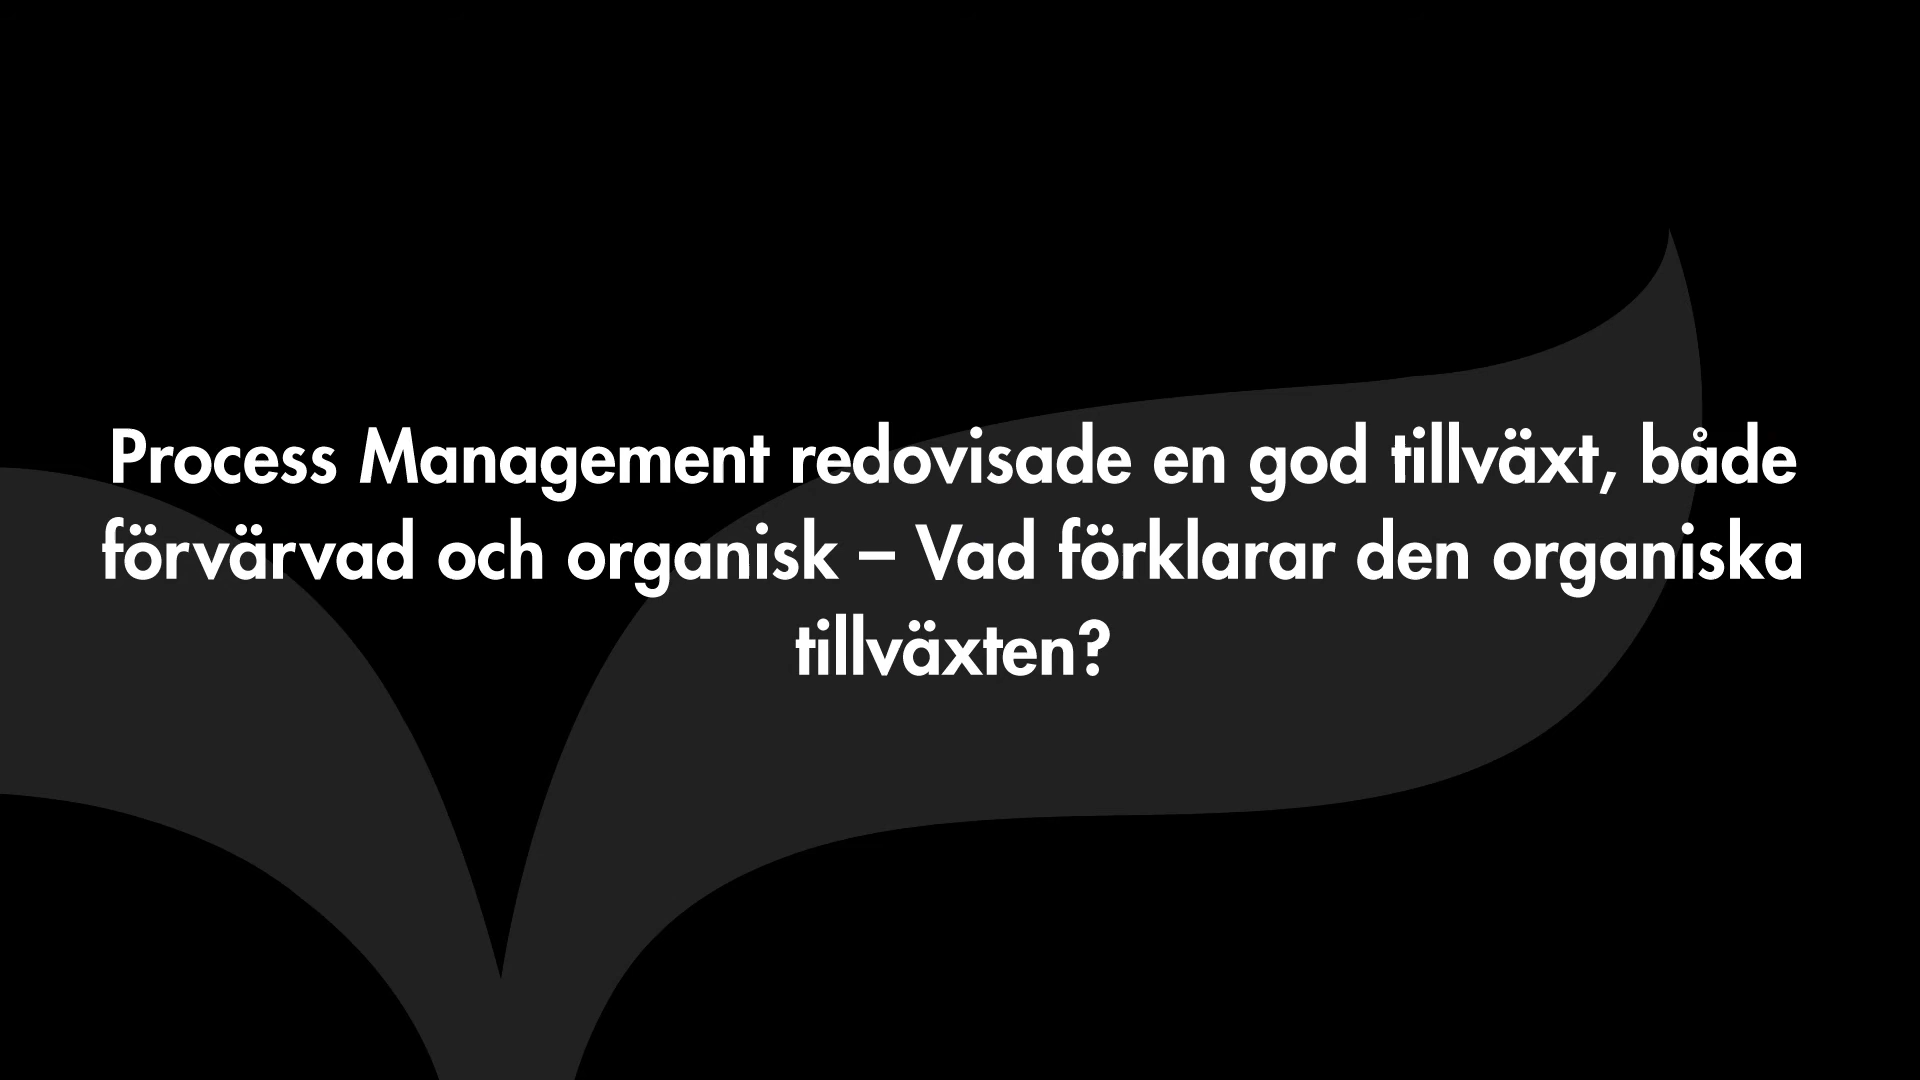 Process Management redovisade en god tillväxt, både
förvärvad och organisk – Vad förklarar den organiska
tillväxten?